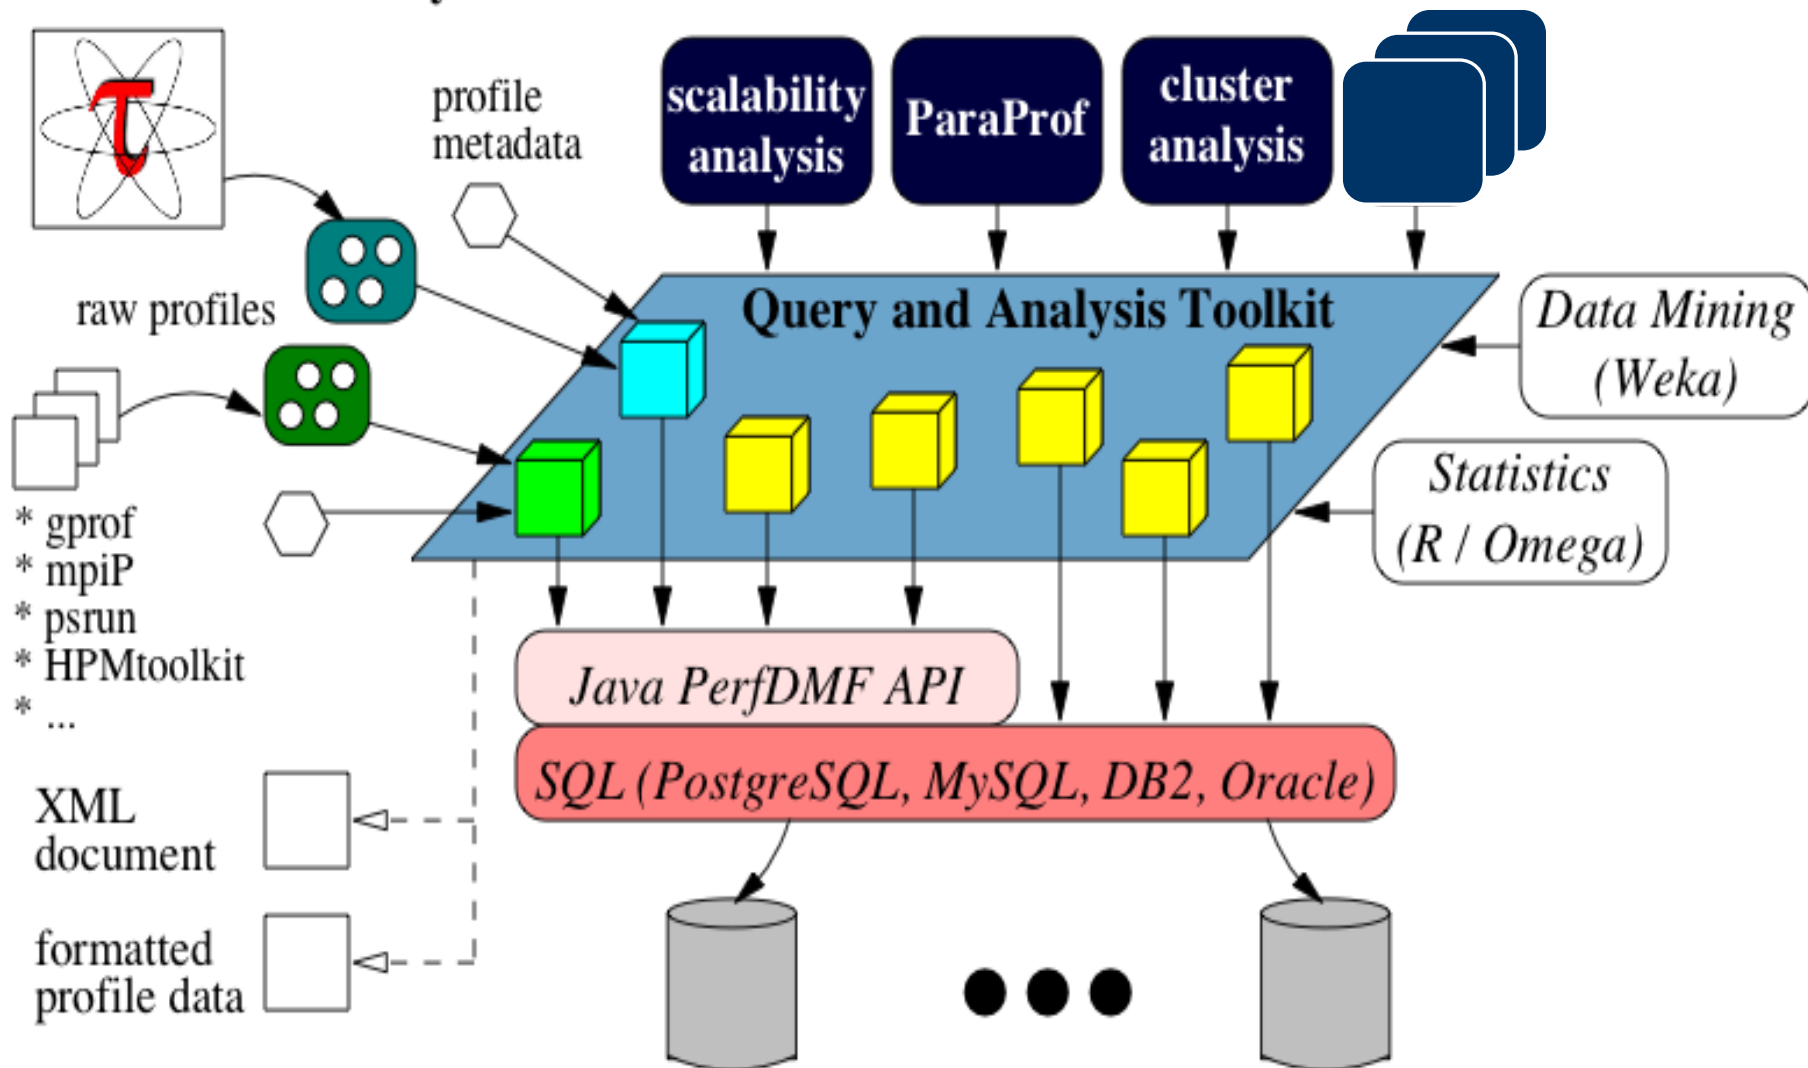 τ
profile
metadata
scalability
analysis
ParaProf
cluster
analysis
raw profiles
Query and Analysis Toolkit
Data Mining
(Weka)
Statistics
(R / Omega)
* gprof
* mpiP
* psrun
* HPMtoolkit
* ...
Java PerfDMF API
SQL (PostgreSQL, MySQL, DB2, Oracle)
XML
document
formatted
profile data